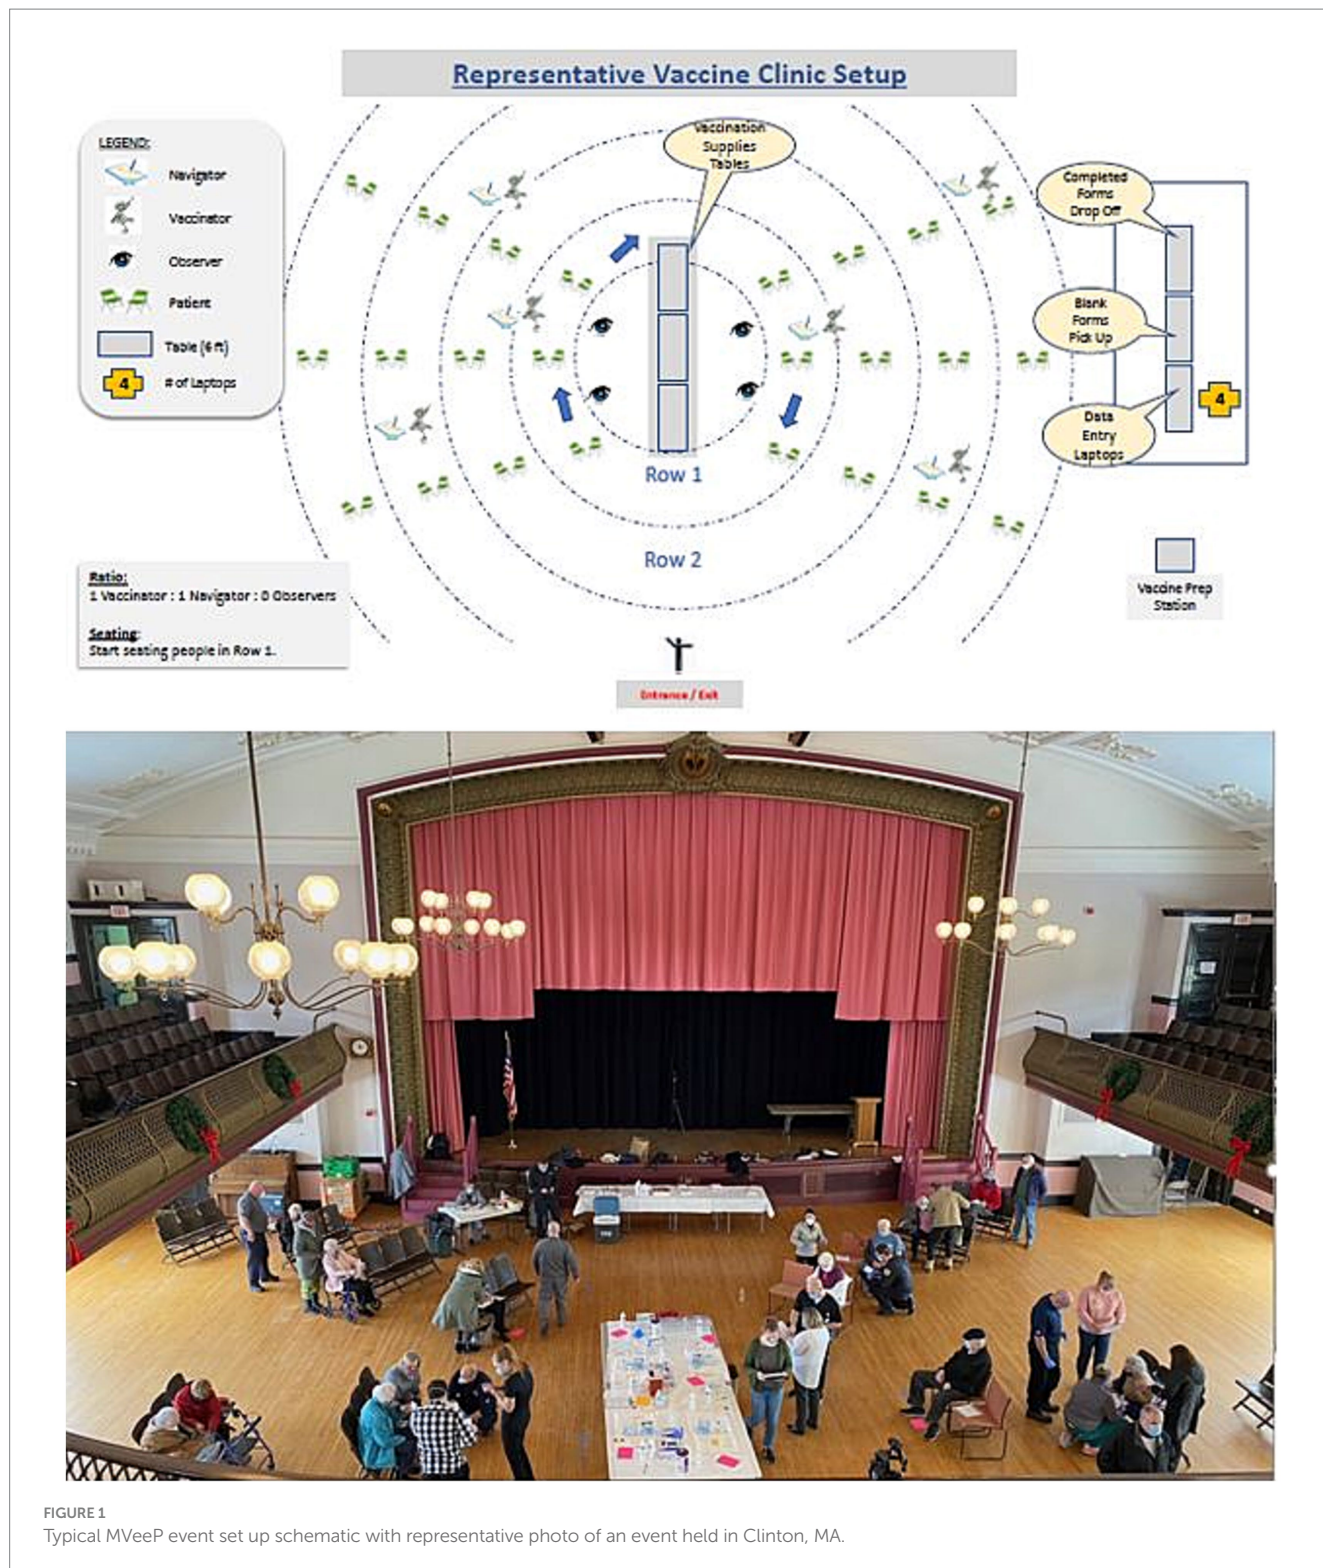 Representative Vaccine Clinic Setup
LEGEND:
Navigator
Vaccinator
Observer
Patient
Table (6 ft)
4
# of Laptops
Vaccination
Supplies
Tables
Completed
Forms
Drop Off
Blank
Forms
Pick Up
Data
Entry
Laptops
4
Row 1
Row 2
Vaccine Prep
Station
Ratio:
1 Vaccinator : 1 Navigator : 0 Observers
Seating:
Start seating people in Row 1.
Entrance / Exit
FIGURE 1
Typical MVeeP event set up schematic with representative photo of an event held in Clinton, MA.